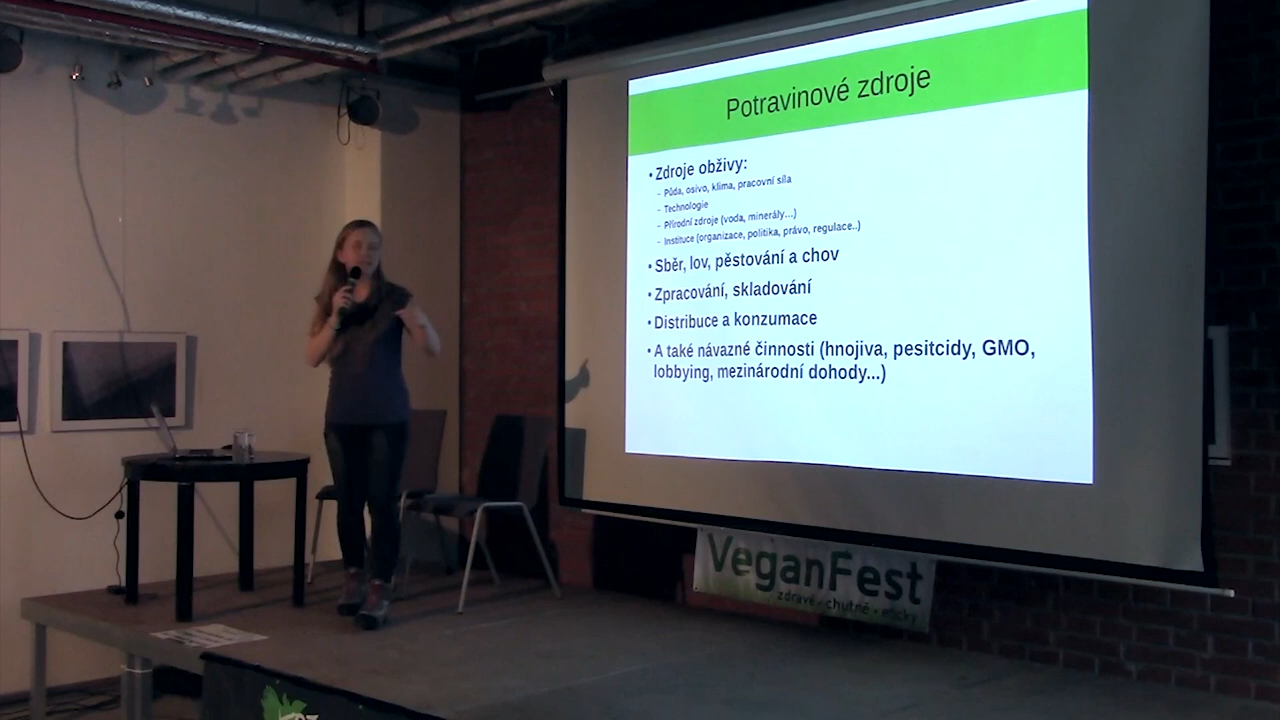 Potravinové zdroje
• Zdroje obživy:
– Půda, osivo, klima, pracovní síla
– Technologie
– Přírodní zdroje (voda, minerály...)
– Instituce (organizace, politika, právo, regulace..)
• Sběr, lov, pěstování a chov
• Zpracování, skladování
• Distribuce a konzumace
• A také návazné činnosti (hnojiva, pesitcidy, GMO,
lobbying, mezinárodní dohody...)
VeganFest
zdravě • chutně • eticky